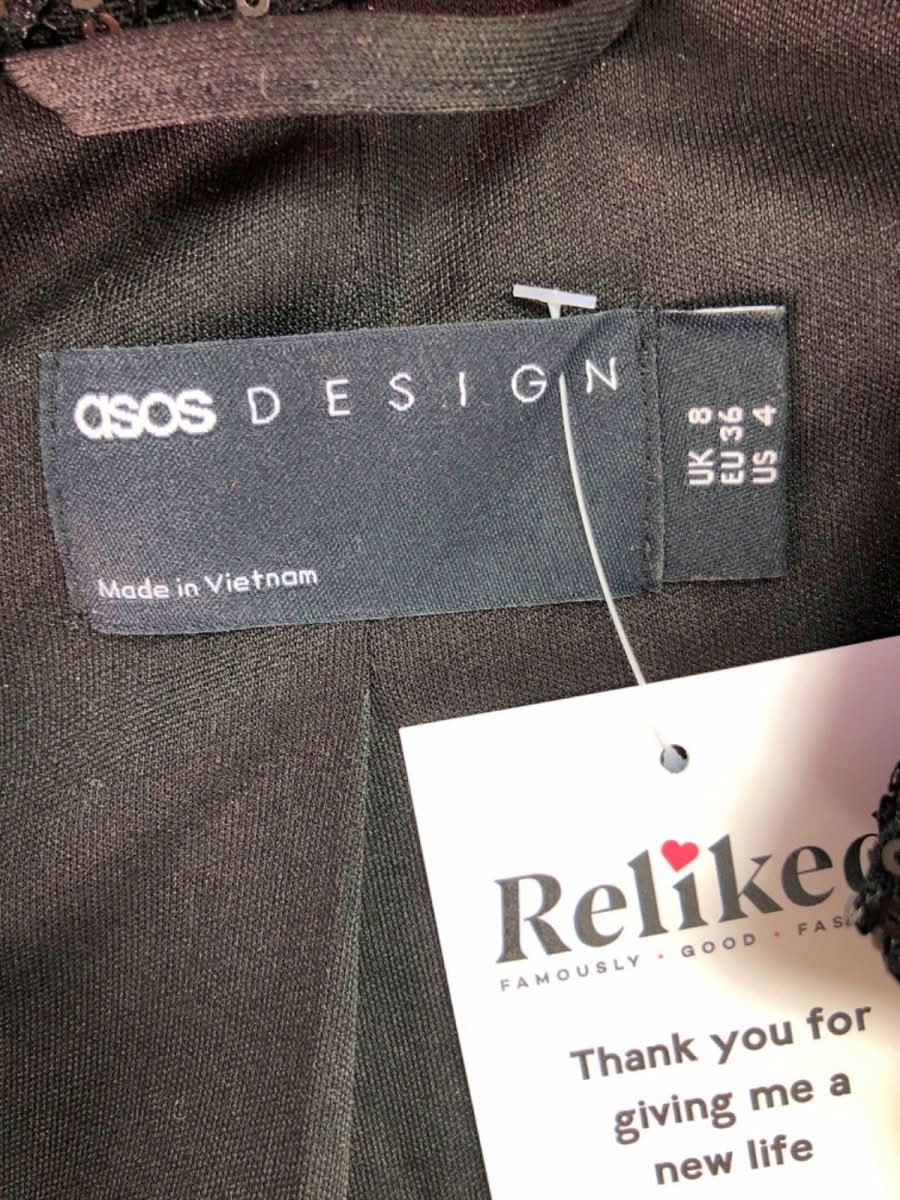 asos DESIGN
Made in Vietnam
UK 8
EU 36
US 4
Reliked
FAMOUSLY • GOOD •
Thank you for
giving me a
new life